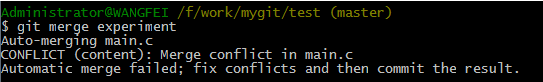 Administrator@WANGFEI /f/work/mygit/test (master)
$ git merge experiment
Auto-merging main.c
CONFLICT (content): Merge conflict in main.c
Automatic merge failed; fix conflicts and then commit the result.